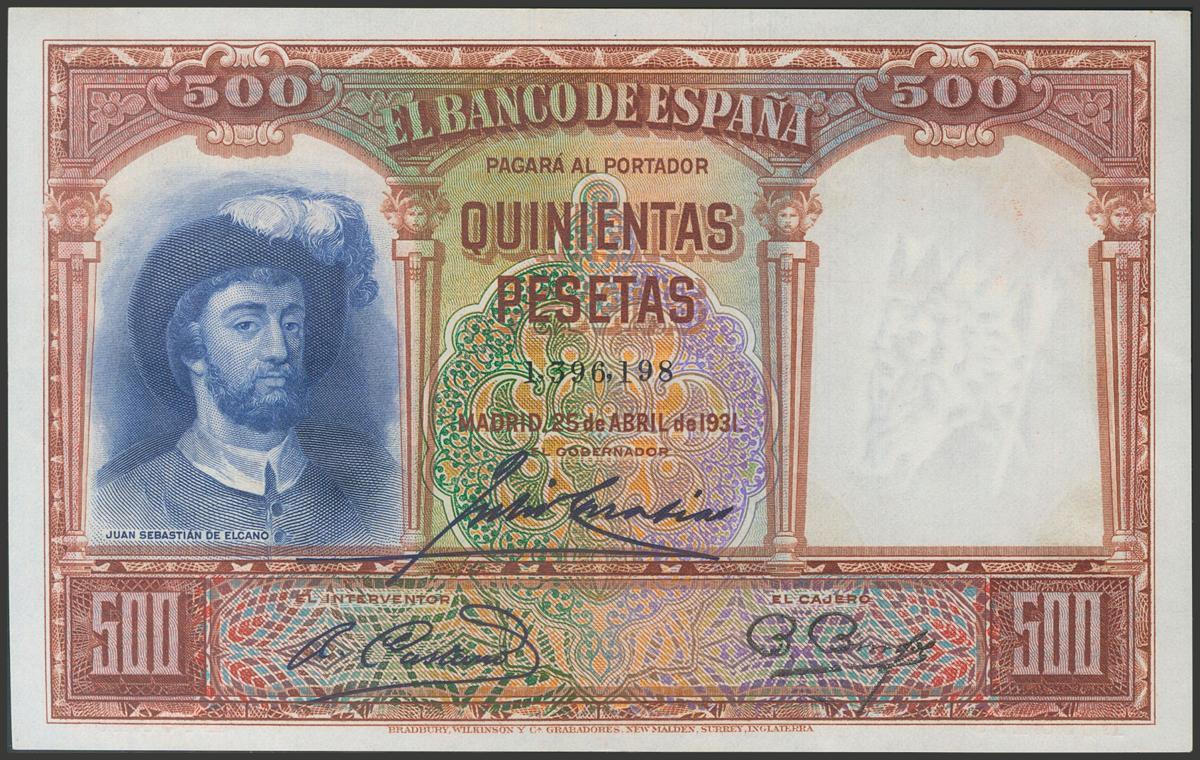 500
500
EL BANCO DE ESPAÑA
PAGARÁ AL PORTADOR
QUINIENTAS
PESETAS
1,396,198
MADRID, 25 de ABRIL de 1931.
EL GOBERNADOR
JUAN SEBASTIÁN DE ELCANO
EL INTERVENTOR
EL CAJERO
500
500
BRADBURY, WILKINSON Y Cª. GRABADORES. NEW MALDEN, SURREY, INGLATERRA